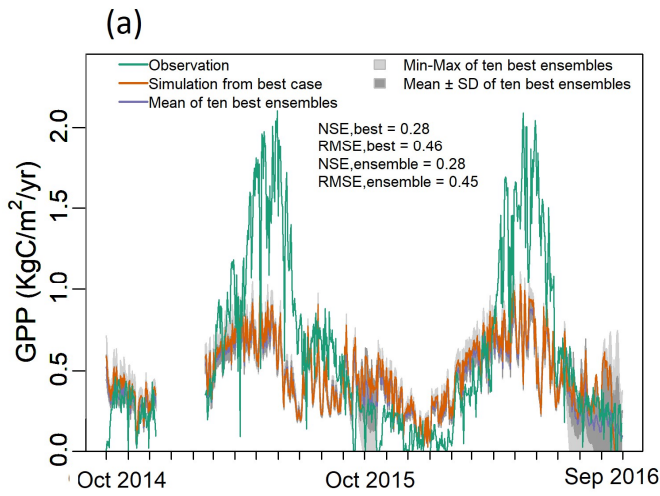 (a)
Observation
Simulation from best case
Mean of ten best ensembles
Min-Max of ten best ensembles
Mean ± SD of ten best ensembles
NSE,best = 0.28
RMSE,best = 0.46
NSE,ensemble = 0.28
RMSE,ensemble = 0.45
GPP (KgC/m²/yr)
2.0
1.5
1.0
0.5
0.0
Oct 2014
Oct 2015
Sep 2016